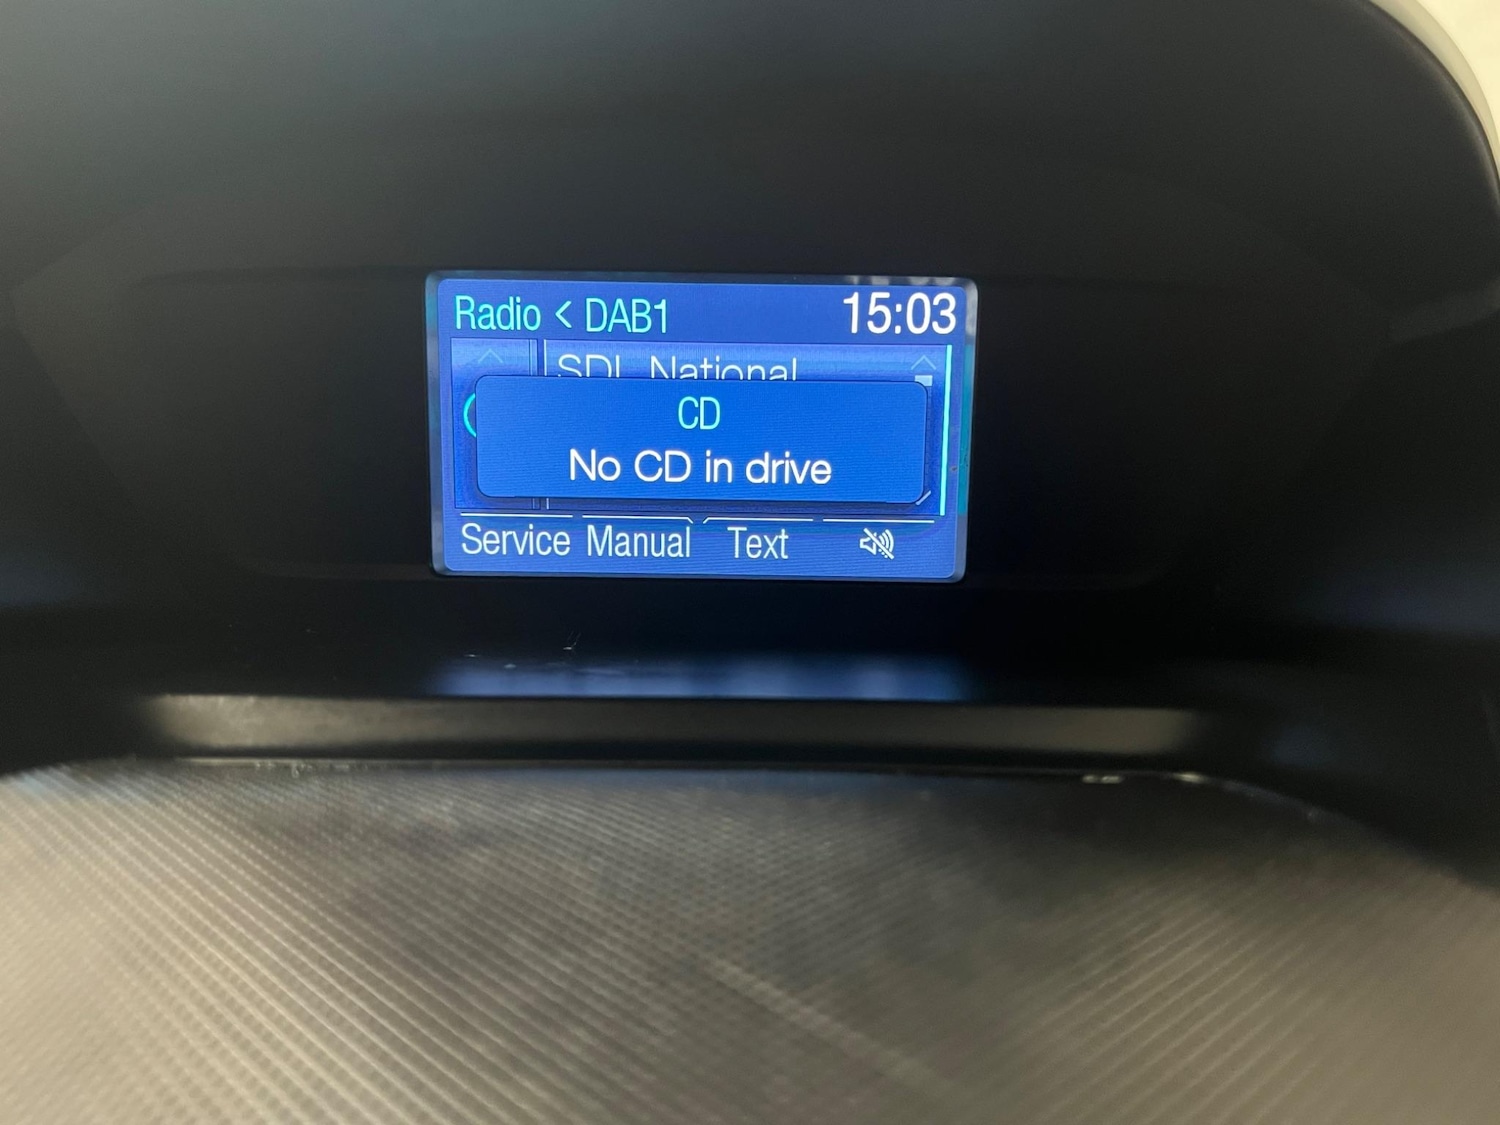 Radio < DAB1 15:03
SDL National
CD
No CD in drive
Service Manual Text